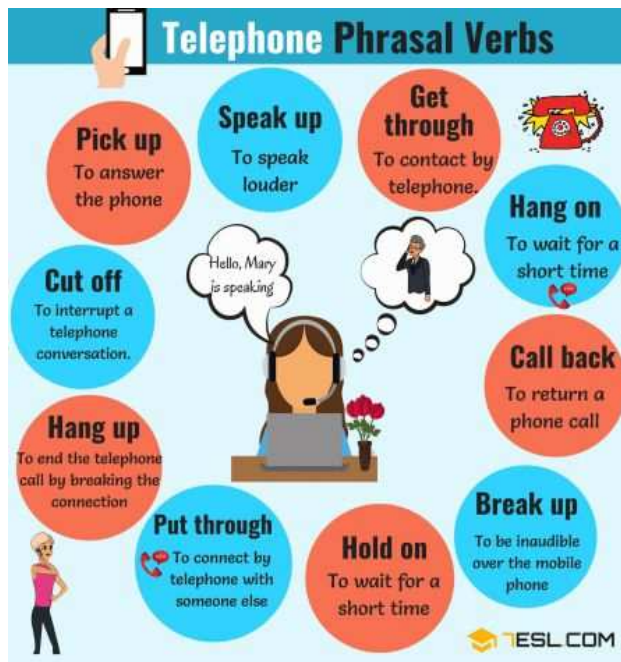 Telephone Phrasal Verbs
Pick up
To answer
the phone
Speak up
To speak
louder
Get
through
To contact by
telephone.
Hang on
To wait for a
short time
Hello, Mary
is speaking
Cut off
To interrupt a
telephone
conversation.
Call back
To return a
phone call
Hang up
To end the telephone
call by breaking the
connection
Put through
To connect by
telephone with
someone else
Hold on
To wait for a
short time
Break up
To be inaudible
over the mobile
phone
7ESL.COM